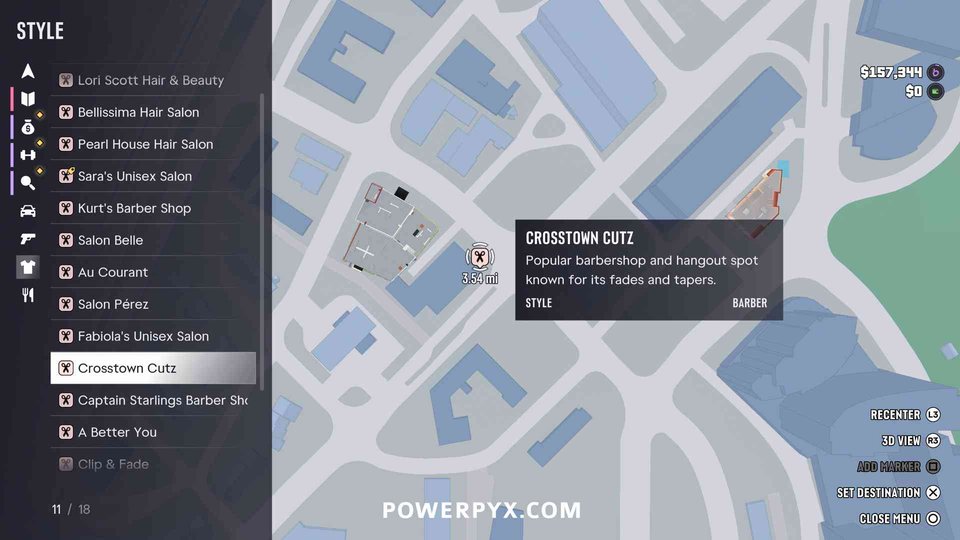 STYLE
Lori Scott Hair & Beauty
Bellissima Hair Salon
Pearl House Hair Salon
Sara's Unisex Salon
Kurt's Barber Shop
Salon Belle
Au Courant
Salon Pérez
Fabiola's Unisex Salon
Crosstown Cutz
Captain Starlings Barber Sho
A Better You
Clip & Fade
11 / 18
$157,344
$0
3.54 mi
CROSSTOWN CUTZ
Popular barbershop and hangout spot
known for its fades and tapers.
STYLE BARBER
RECENTER L3
3D VIEW R3
ADD MARKER
SET DESTINATION
CLOSE MENU
POWERPYX.COM